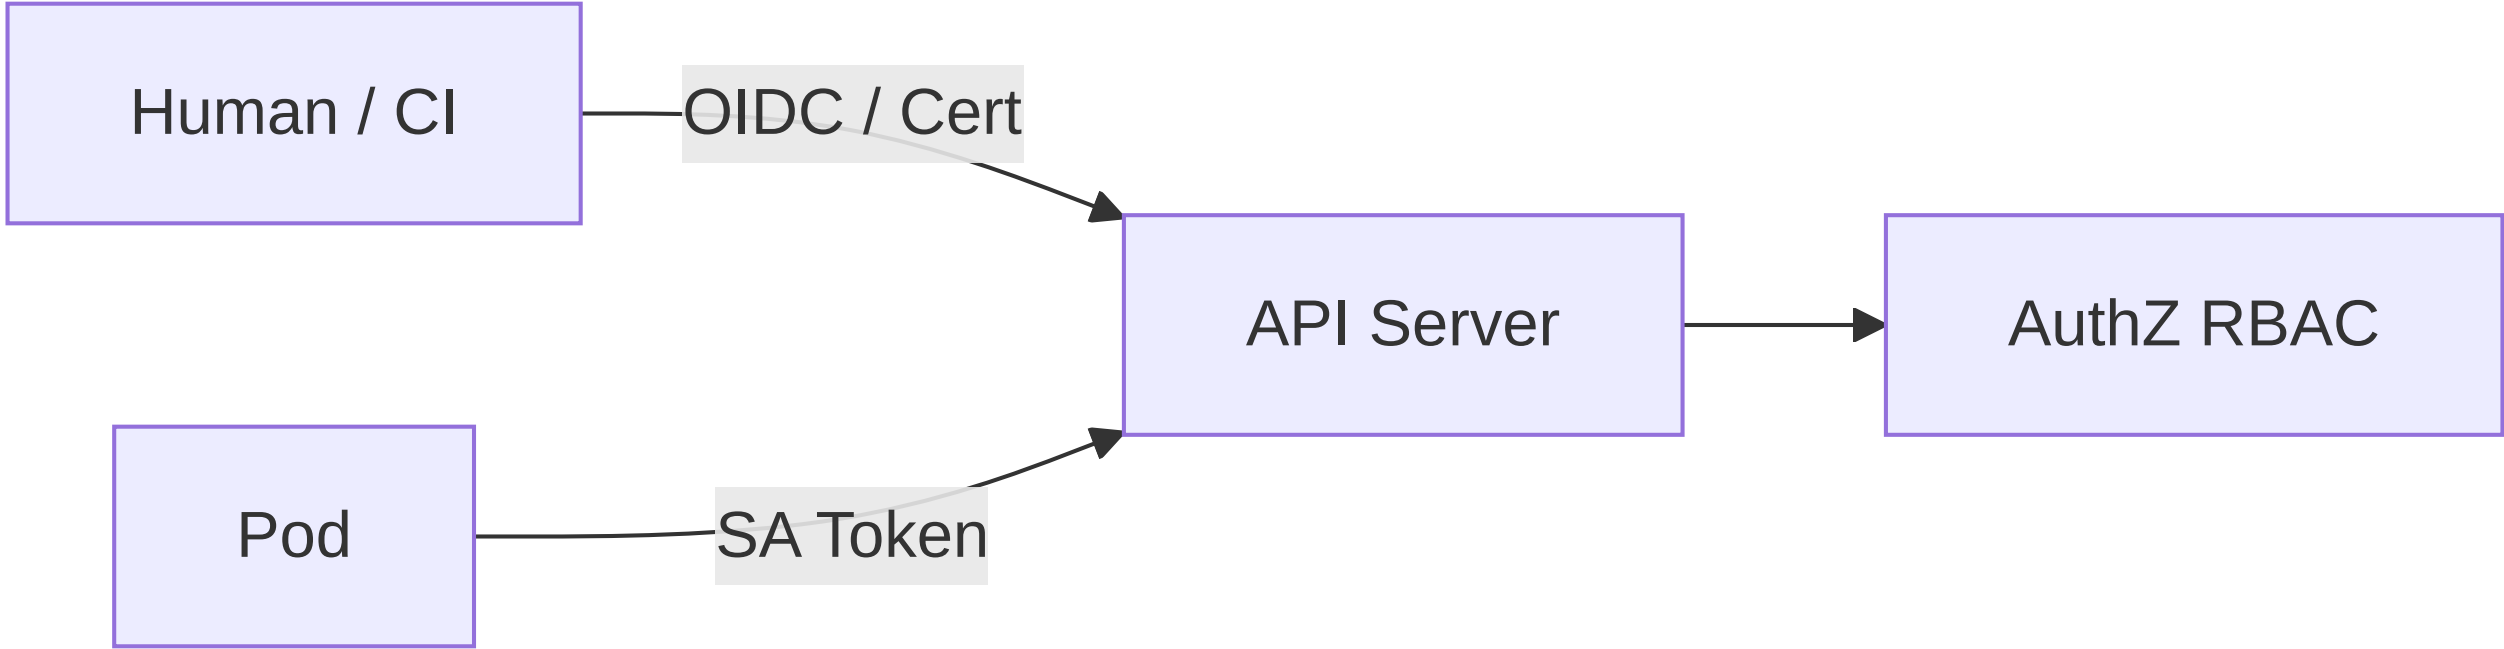 Human / CI
OIDC / Cert
API Server
AuthZ RBAC
Pod
SA Token